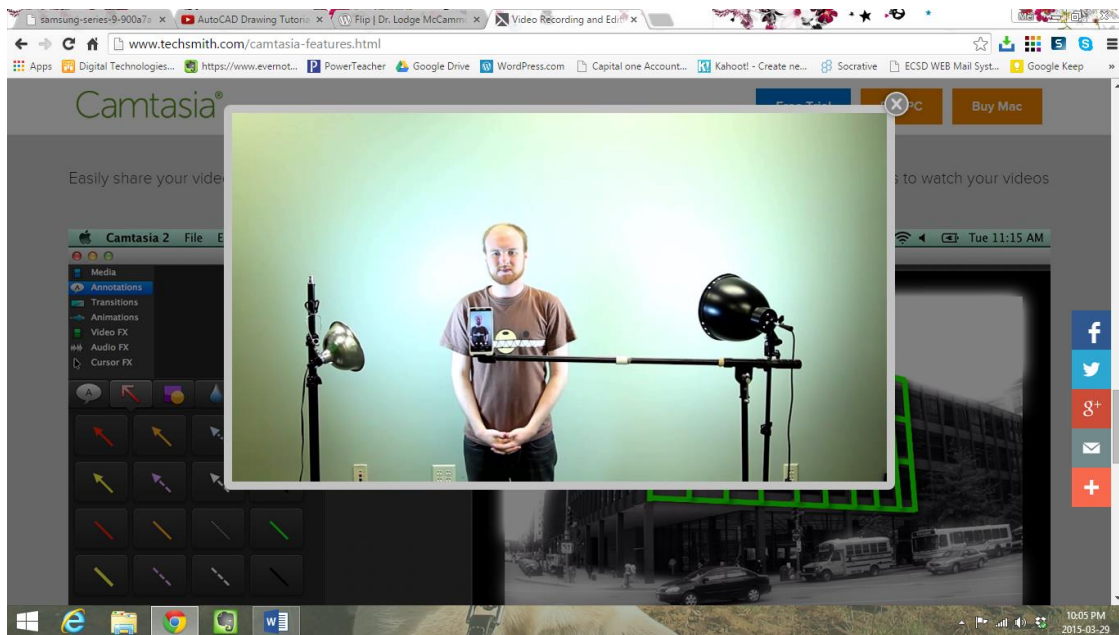 samsung-series-9-900a7a
AutoCAD Drawing Tutoria
Flip | Dr. Lodge McCamm
Video Recording and Edit
www.techsmith.com/camtasia-features.html
Apps Digital Technologies... https://www.evernot... PowerTeacher Google Drive WordPress.com Capital one Account... Kahoot! - Create ne... Socrative ECSD WEB Mail Syst... Google Keep »
Camtasia®
Free Trial PC Buy Mac
Easily share your vide s to watch your videos
Camtasia 2 File E Tue 11:15 AM
Media
Annotations
Transitions
Animations
Video FX
Audio FX
Cursor FX
10:05 PM
2015-03-29